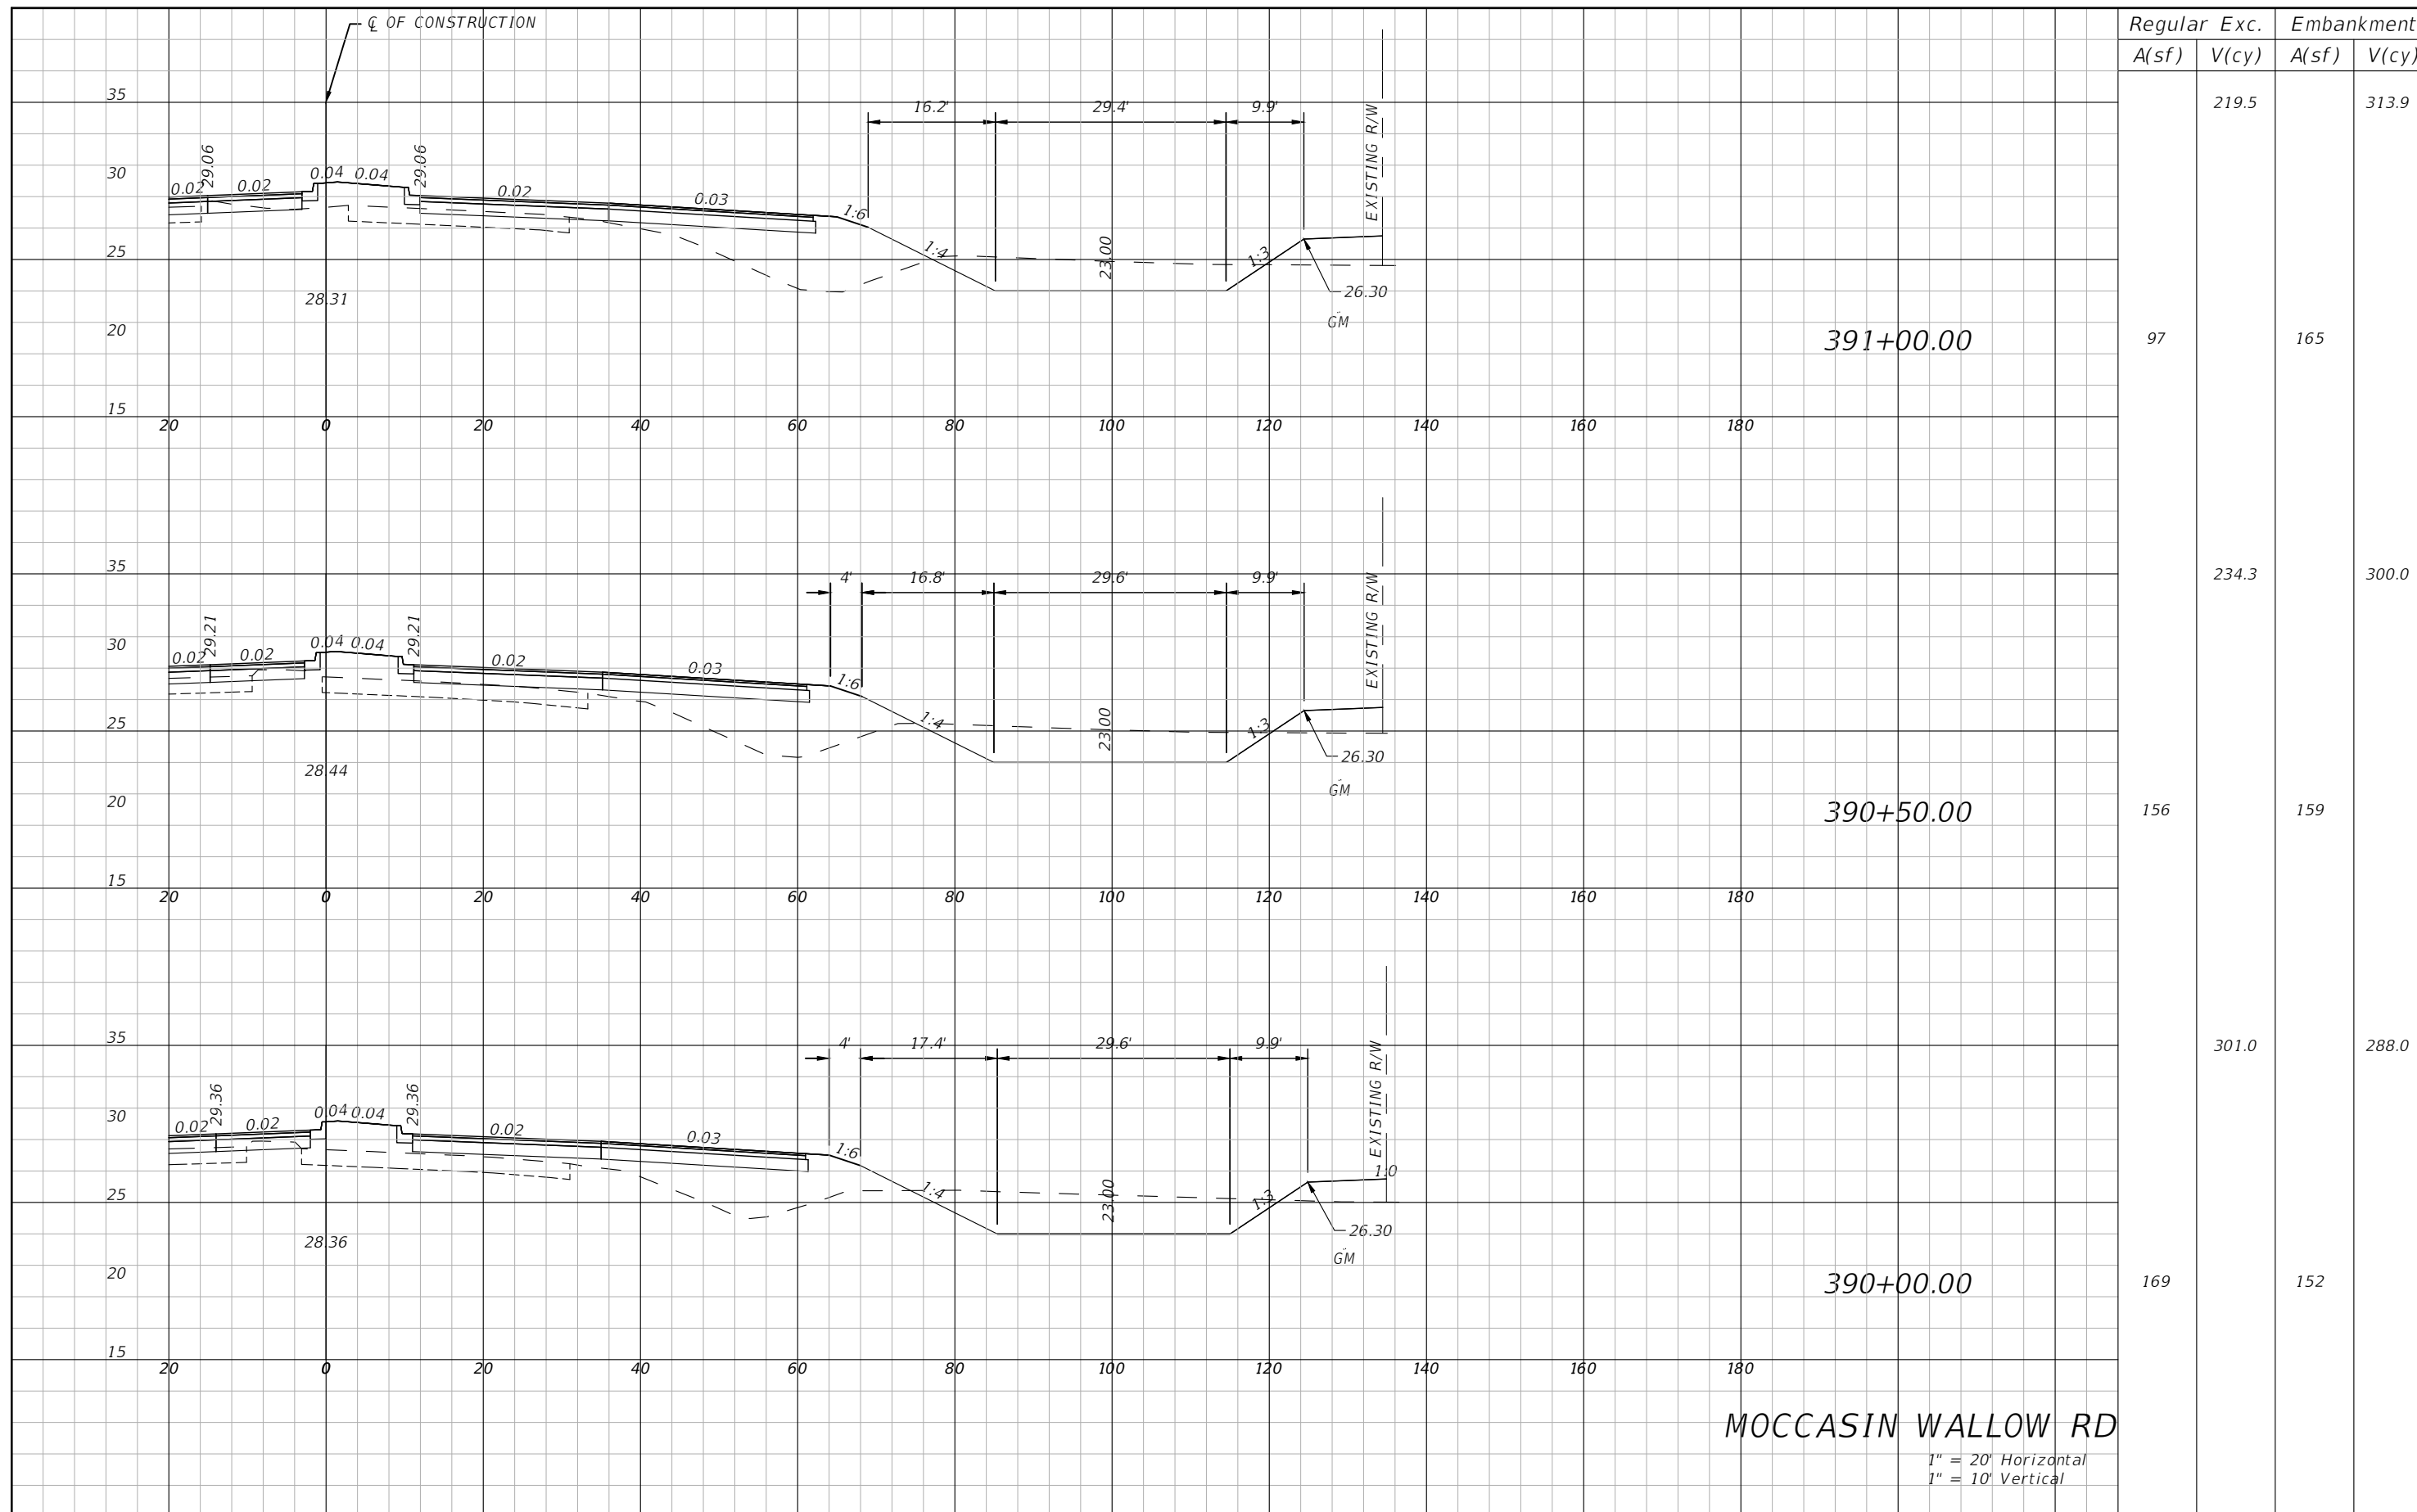 ℄ OF CONSTRUCTION
Regular Exc. Embankment
A(sf) V(cy) A(sf) V(cy)
35
16.2' 29.4' 9.9'
EXISTING R/W
219.5 313.9
30
0.02 29.06 0.02 0.04 0.04 29.06 0.02 0.03 1:6
25
1:4 23.00 1:3
28.31
26.30
GM
20
391+00.00
97 165
15
20 0 20 40 60 80 100 120 140 160 180
35
4' 16.8' 29.6' 9.9'
EXISTING R/W
234.3 300.0
30
0.02 29.21 0.02 0.04 0.04 29.21 0.02 0.03 1:6
25
1:4 23.00 1:3
28.44
26.30
GM
20
390+50.00
156 159
15
20 0 20 40 60 80 100 120 140 160 180
35
4' 17.4' 29.6' 9.9'
EXISTING R/W
301.0 288.0
30
0.02 29.36 0.02 0.04 0.04 29.36 0.02 0.03 1:6
1:0
25
1:4 23.00 1:3
28.36
26.30
GM
20
390+00.00
169 152
15
20 0 20 40 60 80 100 120 140 160 180
MOCCASIN WALLOW RD
1" = 20' Horizontal
1" = 10' Vertical